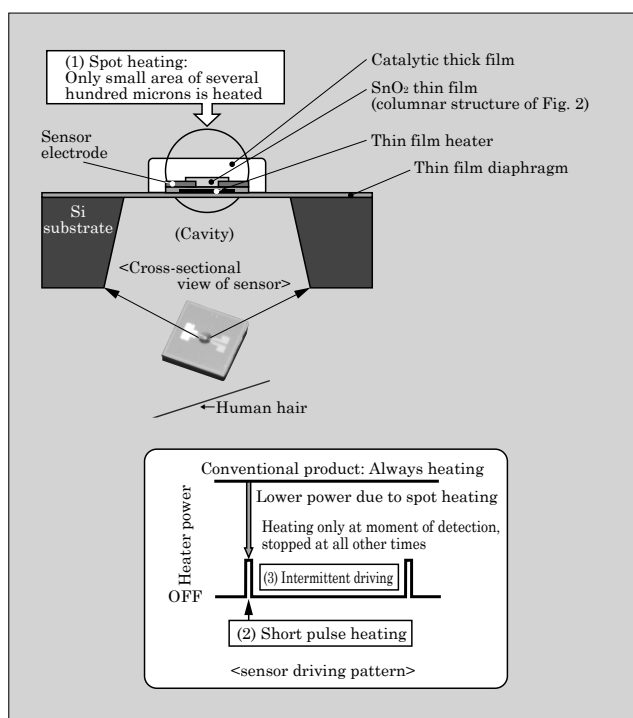 (1) Spot heating:
Only small area of several
hundred microns is heated
Catalytic thick film
SnO₂ thin film
(columnar structure of Fig. 2)
Sensor
electrode
Thin film heater
Thin film diaphragm
Si
substrate
(Cavity)
<Cross-sectional
view of sensor>
←Human hair
Conventional product: Always heating
Lower power due to spot heating
Heating only at moment of detection,
stopped at all other times
Heater power
(3) Intermittent driving
OFF
(2) Short pulse heating
<sensor driving pattern>